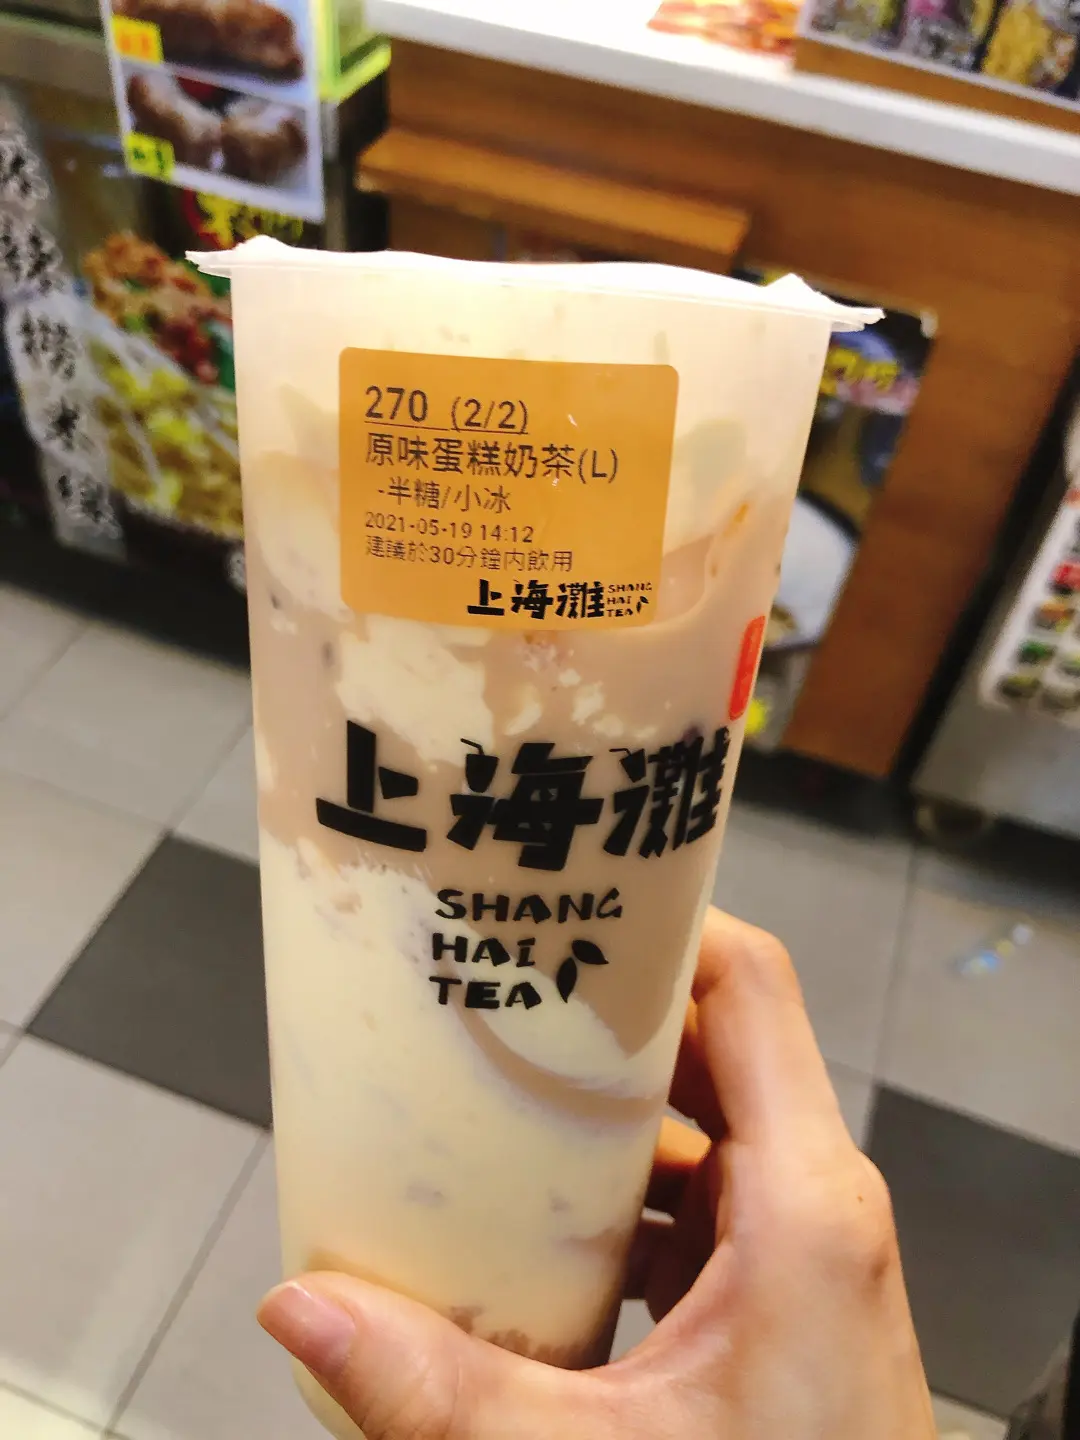 270 (2/2)
原味蛋糕奶茶(L)
-半糖/小冰
2021-05-19 14:12
建議於30分鐘內飲用
上海灘 SHANG
HAI
TEA
上海灘
SHANG
HAI
TEA